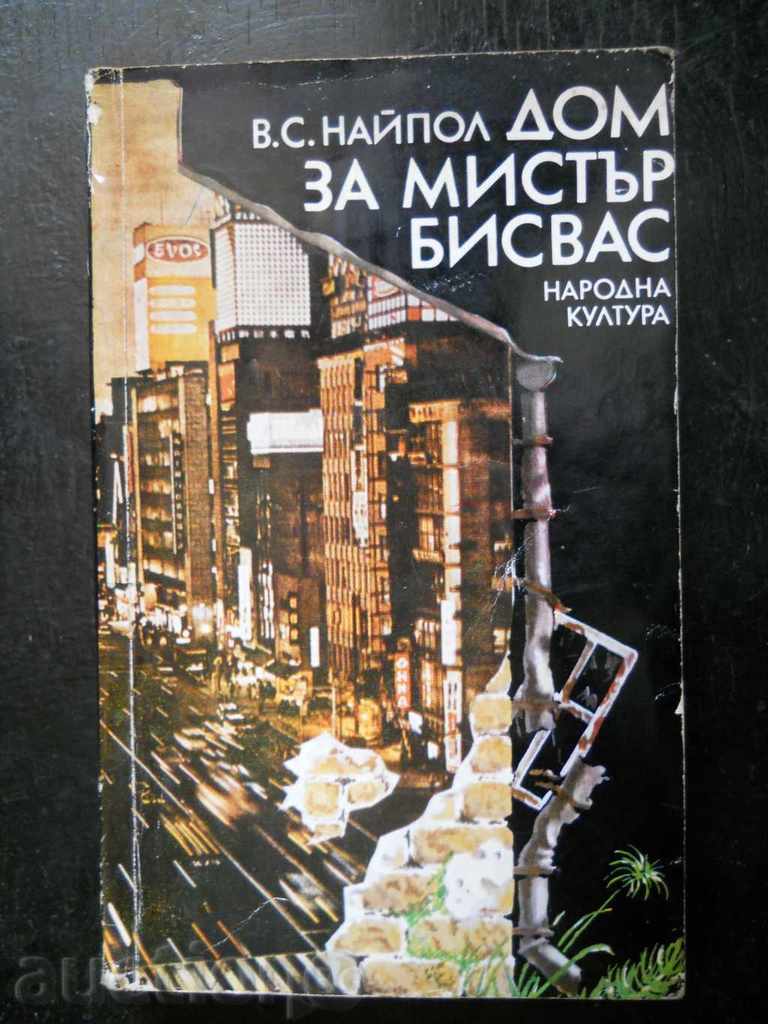 В.С. НАЙПОЛ ДОМ
ЗА МИСТЪР
БИСВАС
НАРОДНА
КУЛТУРА